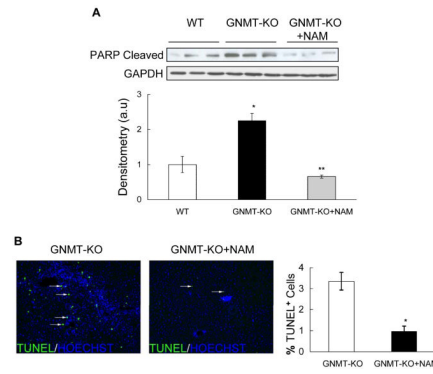 A
WT GNMT-KO GNMT-KO
+NAM
PARP Cleaved
GAPDH
Densitometry (a.u)
3
2
1
0
*
**
WT GNMT-KO GNMT-KO+NAM
B
GNMT-KO GNMT-KO+NAM
TUNEL/HOECHST TUNEL/HOECHST
% TUNEL+ Cells
5
4
3
2
1
0
*
GNMT-KO GNMT-KO+NAM